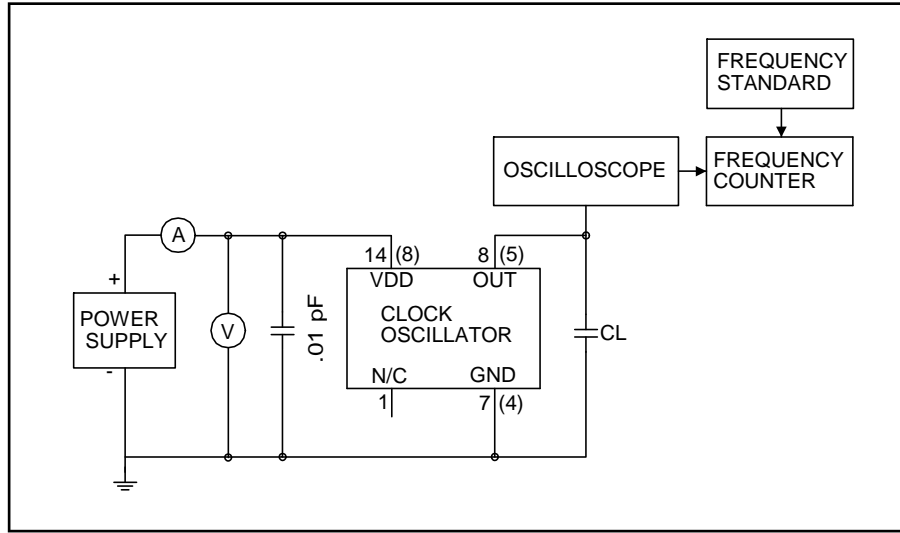 FREQUENCY
STANDARD
OSCILLOSCOPE
FREQUENCY
COUNTER
A
14 (8)
8 (5)
+
VDD
OUT
POWER
SUPPLY
V
.01 pF
CLOCK
OSCILLATOR
CL
-
N/C
GND
1
7 (4)